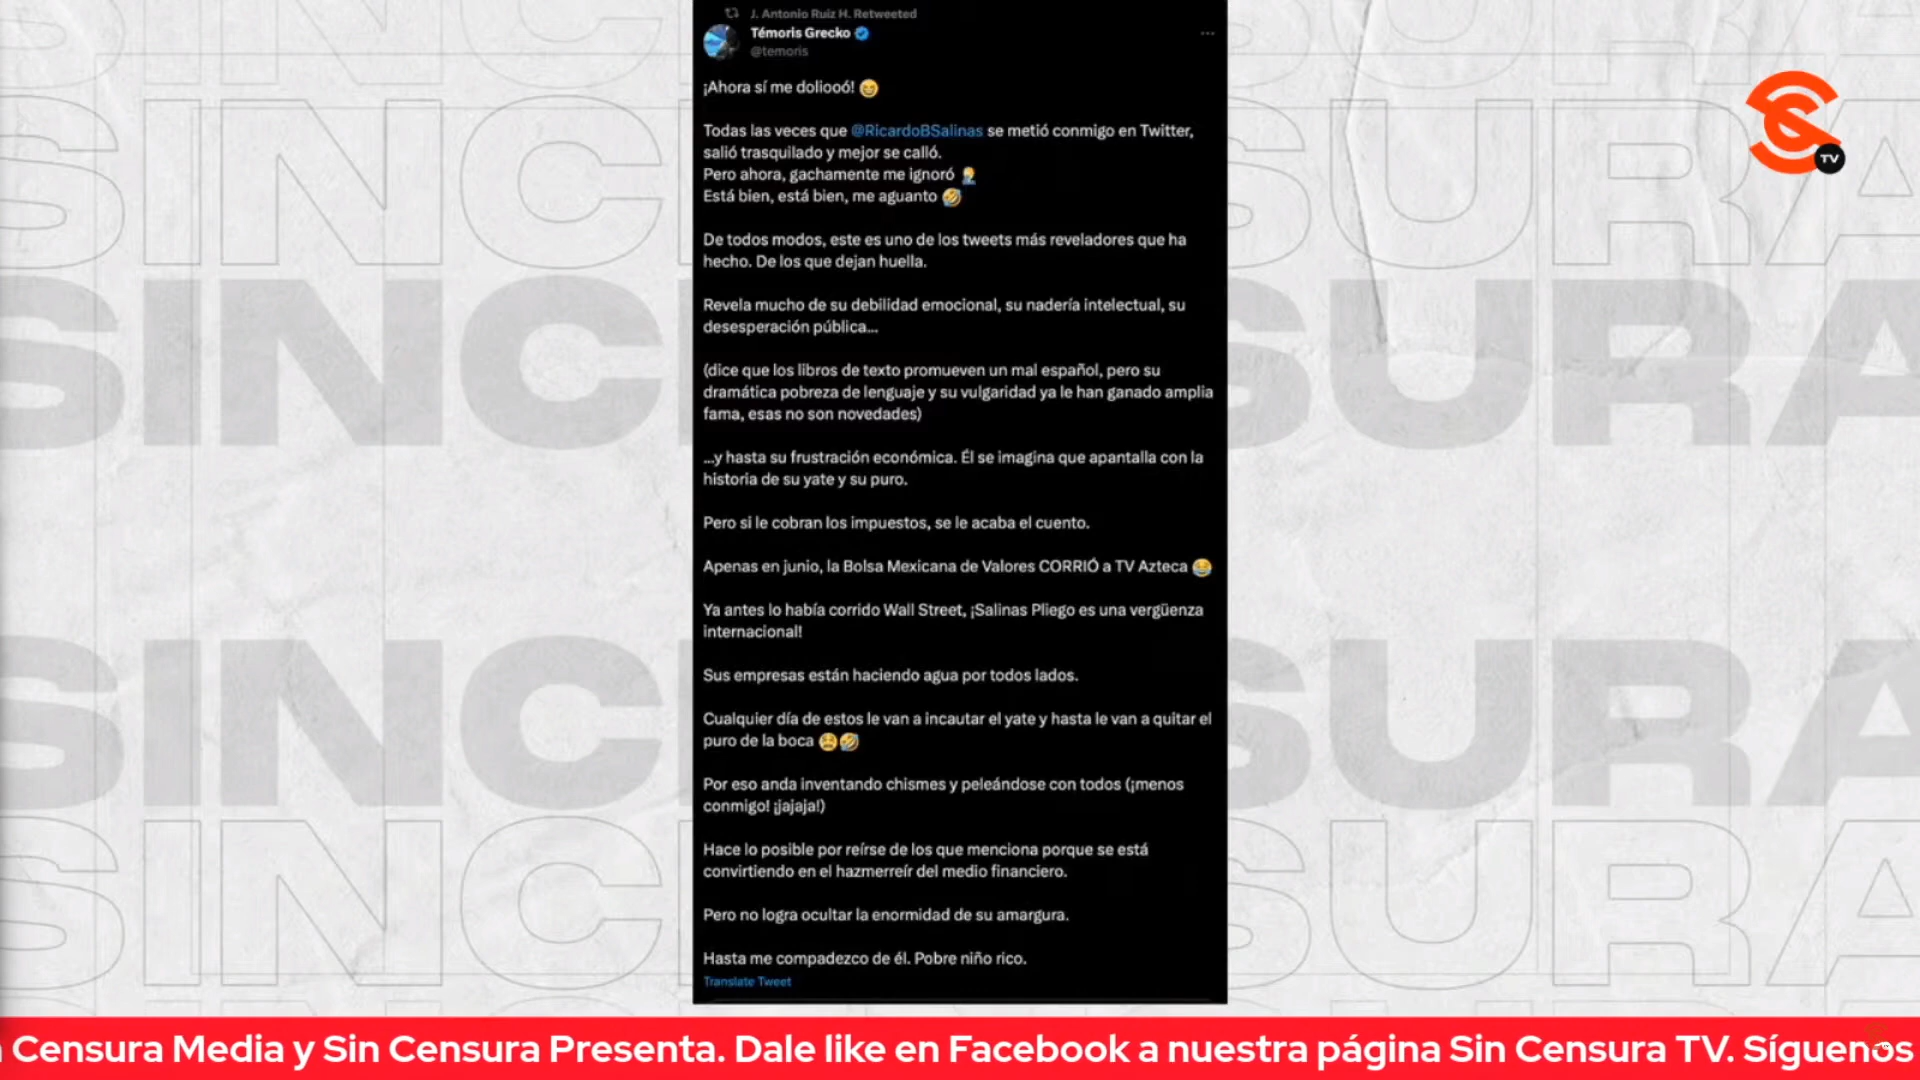 J. Antonio Ruiz H. Retweeted
Témoris Grecko
@temoris
¡Ahora sí meolioó! 😄
Todas las veces que @RicardoBSalinas se metió conmigo en Twitter,
salió trasquilado y mejor se calló.
Pero ahora, gachamente me ignoró 🤦
Está bien, está bien, me aguanto 🤣
De todos modos, este es uno de los tweets más reveladores que ha
hecho. De los que dejan huella.
Revela mucho de su debilidad emocional, su nadería intelectual, su
desesperación pública...
(dice que los libros de texto promueven un mal español, pero su
dramática pobreza de lenguaje y su vulgaridad ya le han ganado amplia
fama, esas no son novedades)
...y hasta su frustración económica. Él se imagina que apantalla con la
historia de su yate y su puro.
Pero si le cobran los impuestos, se le acaba el cuento.
Apenas en junio, la Bolsa Mexicana de Valores CORRIÓ a TV Azteca 😂
Ya antes lo había corrido Wall Street, ¡Salinas Pliego es una vergüenza
internacional!
Sus empresas están haciendo agua por todos lados.
Cualquier día de estos le van a incautar el yate y hasta le van a quitar el
puro de la boca 😩🤣
Por eso anda inventando chismes y peleándose con todos (¡menos
conmigo! ¡jajaja!)
Hace lo posible por reírse de los que menciona porque se está
convirtiendo en el hazmerreír del medio financiero.
Pero no logra ocultar la enormidad de su amargura.
Hasta me compadezco de él. Pobre niño rico.
Translate Tweet
TV
SINC SURA
SINC SURA
SINC SURA
SINC SURA
Censura Media y Sin Censura Presenta. Dale like en Facebook a nuestra página Sin Censura TV. Síguenos